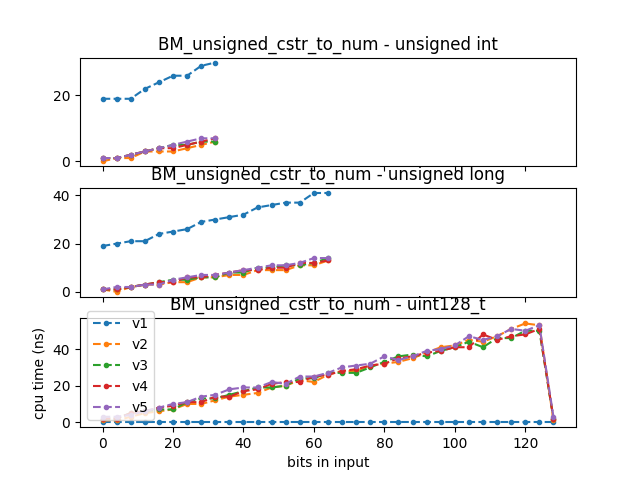 BM_unsigned_cstr_to_num - unsigned int
20
0
BM_unsigned_cstr_to_num - unsigned long
40
20
0
BM_unsigned_cstr_to_num - uint128_t
v1
v2
v3
v4
v5
cpu time (ns)
40
20
0
0 20 40 60 80 100 120
bits in input